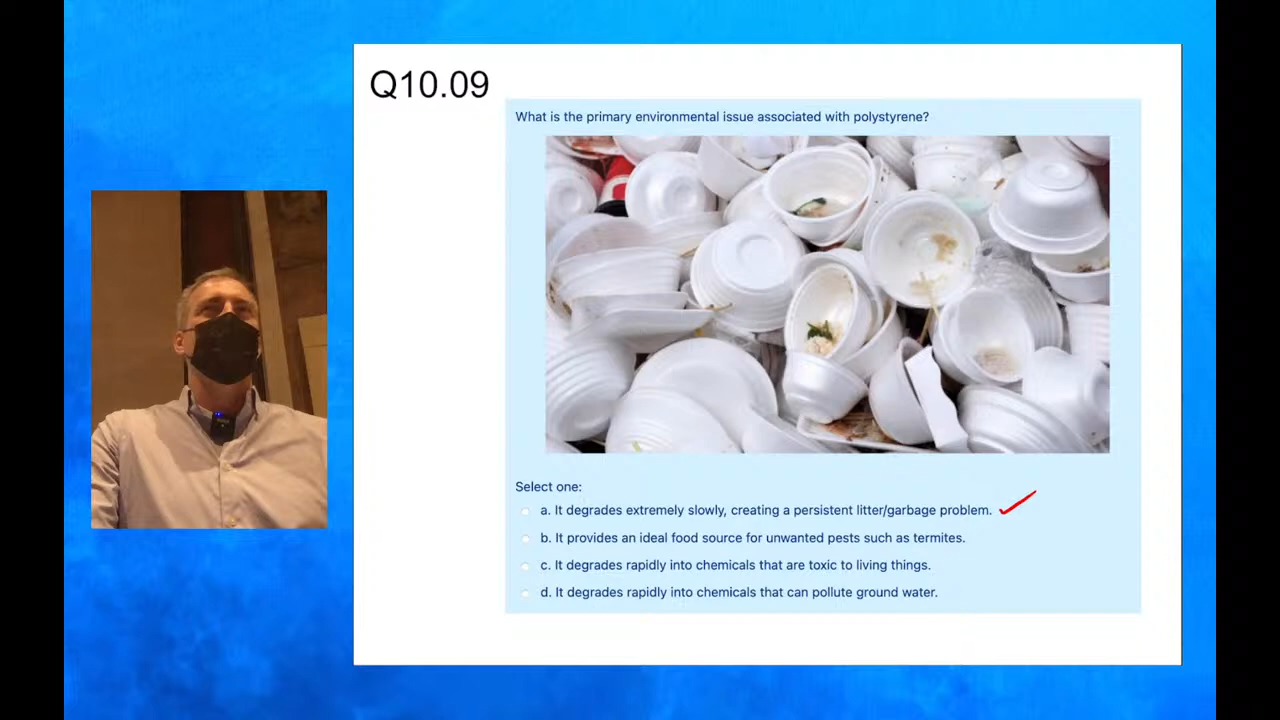 Q10.09
What is the primary environmental issue associated with polystyrene?
Select one:
a. It degrades extremely slowly, creating a persistent litter/garbage problem.
b. It provides an ideal food source for unwanted pests such as termites.
c. It degrades rapidly into chemicals that are toxic to living things.
d. It degrades rapidly into chemicals that can pollute ground water.